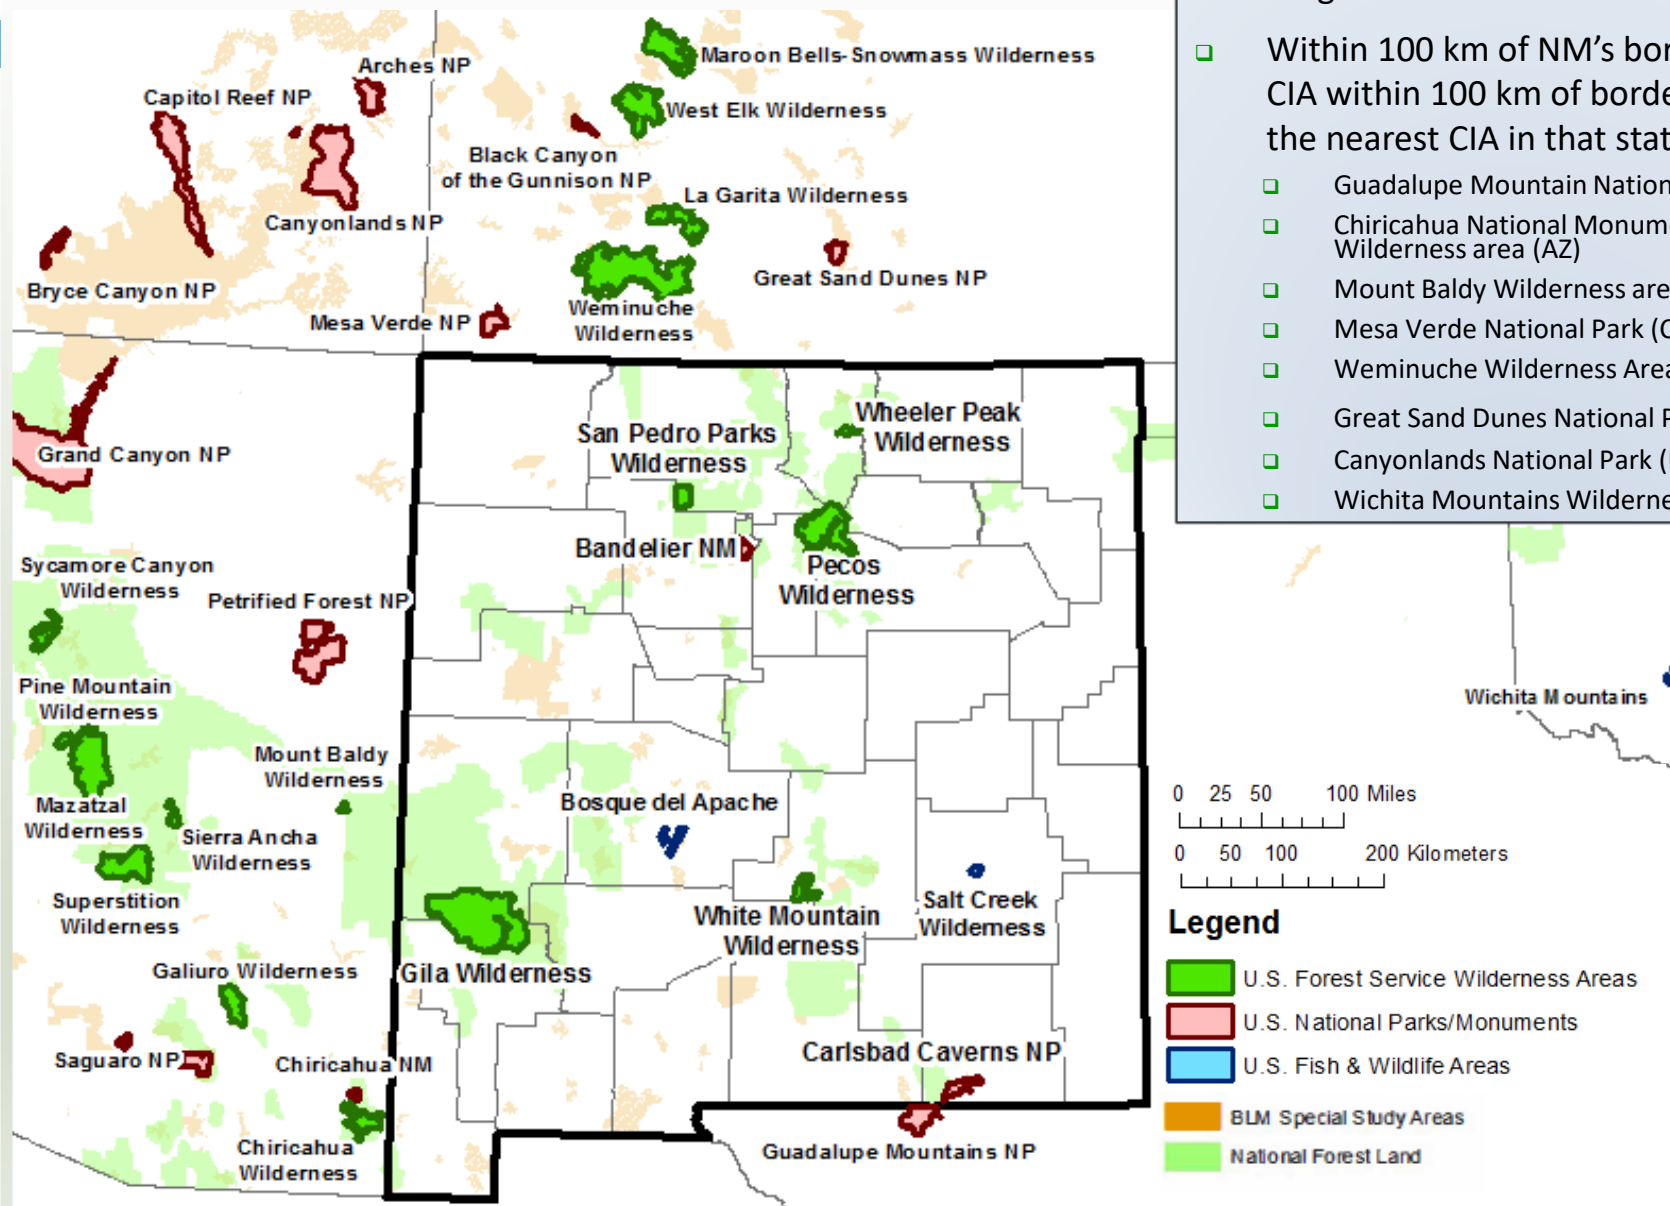 Within 100 km of NM's bor
CIA within 100 km of borde
the nearest CIA in that stat
Guadalupe Mountain Nation
Chiricahua National Monume
Wilderness area (AZ)
Mount Baldy Wilderness are
Mesa Verde National Park (C
Weminuche Wilderness Area
Great Sand Dunes National P
Canyonlands National Park (
Wichita Mountains Wilderne
Maroon Bells-Snowmass Wilderness
Arches NP
Capitol Reef NP
West Elk Wilderness
Black Canyon
of the Gunnison NP
La Garita Wilderness
Canyonlands NP
Great Sand Dunes NP
Bryce Canyon NP
Mesa Verde NP
Weminuche
Wilderness
Wheeler Peak
Wilderness
San Pedro Parks
Wilderness
Grand Canyon NP
Bandelier NM
Pecos
Wilderness
Sycamore Canyon
Wilderness
Petrified Forest NP
Pine Mountain
Wilderness
Wichita Mountains
Mount Baldy
Wilderness
Mazatzal
Wilderness
Bosque del Apache
Sierra Ancha
Wilderness
Superstition
Wilderness
White Mountain
Wilderness
Salt Creek
Wilderness
Galiuro Wilderness
Gila Wilderness
Saguaro NP
Chiricahua NM
Carlsbad Caverns NP
Chiricahua
Wilderness
Guadalupe Mountains NP
0 25 50 100 Miles
0 50 100 200 Kilometers
Legend
U.S. Forest Service Wilderness Areas
U.S. National Parks/Monuments
U.S. Fish & Wildlife Areas
BLM Special Study Areas
National Forest Land